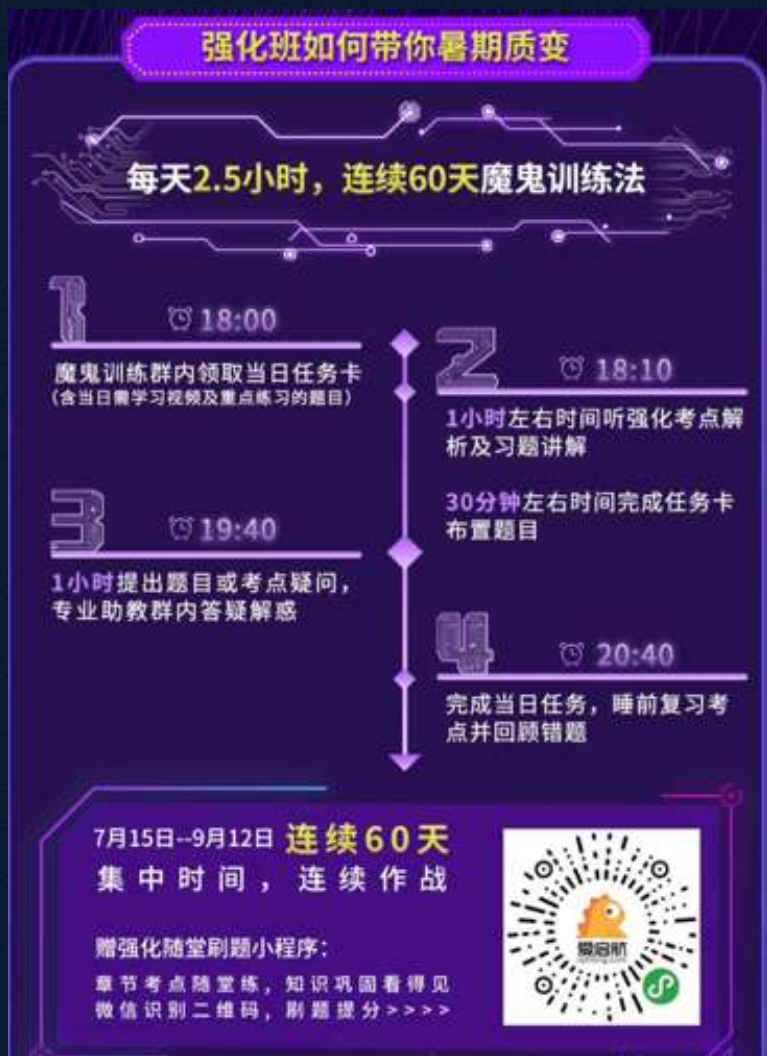 强化班如何带你暑期质变
每天2.5小时，连续60天魔鬼训练法
1
18:00
魔鬼训练群内领取当日任务卡
(含当日需学习视频及重点练习的题目)
2
18:10
1小时左右时间听强化考点解
析及习题讲解
30分钟左右时间完成任务卡
布置题目
3
19:40
1小时提出题目或考点疑问，
专业助教群内答疑解惑
4
20:40
完成当日任务，睡前复习考
点并回顾错题
7月15日--9月12日 连续60天
集中时间，连续作战
赠强化随堂刷题小程序：
章节考点随堂练，知识巩固看得见
微信识别二维码，刷题提分>>>>
爱启航